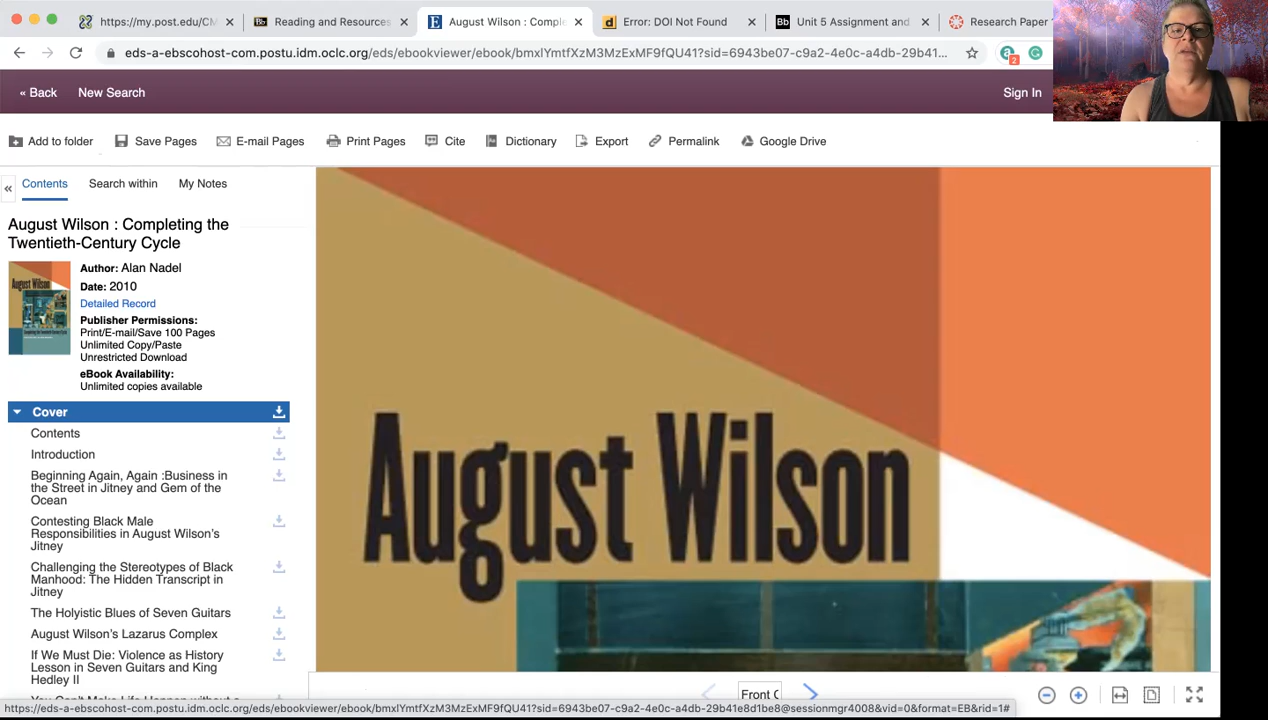 https://my.post.edu/CM
Reading and Resources
August Wilson : Comple
Error: DOI Not Found
Unit 5 Assignment and
Research Paper
eds-a-ebscohost-com.postu.idm.oclc.org/eds/ebookviewer/ebook/bmxlYmtfXzM3MzExMF9fQU41?sid=6943be07-c9a2-4e0c-a4db-29b41...
2
« Back
New Search
Sign In
Add to folder
Save Pages
E-mail Pages
Print Pages
Cite
Dictionary
Export
Permalink
Google Drive
«
Contents
Search within
My Notes
August Wilson : Completing the
Twentieth-Century Cycle
Author: Alan Nadel
Date: 2010
Detailed Record
Publisher Permissions:
Print/E-mail/Save 100 Pages
Unlimited Copy/Paste
Unrestricted Download
eBook Availability:
Unlimited copies available
Cover
Contents
Introduction
Beginning Again, Again :Business in
the Street in Jitney and Gem of the
Ocean
Contesting Black Male
Responsibilities in August Wilson's
Jitney
Challenging the Stereotypes of Black
Manhood: The Hidden Transcript in
Jitney
The Holyistic Blues of Seven Guitars
August Wilson's Lazarus Complex
If We Must Die: Violence as History
Lesson in Seven Guitars and King
Hedley II
You Can't Make Life Happen without a
August Wilson
Front C
https://eds-a-ebscohost-com.postu.idm.oclc.org/eds/ebookviewer/ebook/bmxlYmtfXzM3MzExMF9fQU41?sid=6943be07-c9a2-4e0c-a4db-29b41e8d1be8@sessionmgr4008&vid=0&format=EB&rid=1#